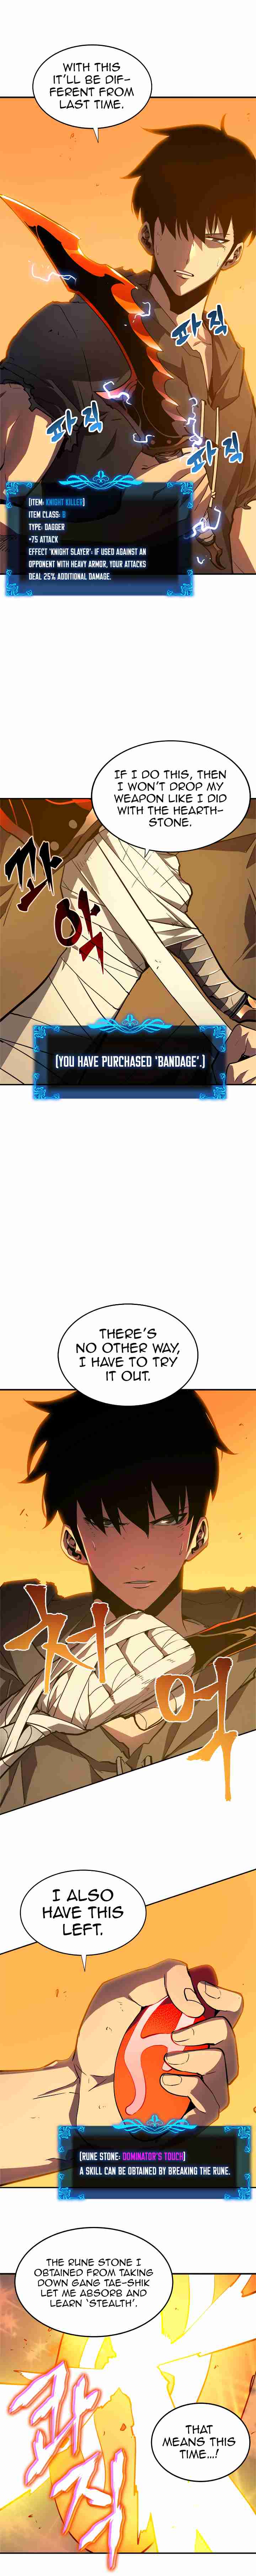 WITH THIS
IT'LL BE DIF-
FERENT FROM
LAST TIME.
파직
파직
파직
[ITEM: KNIGHT KILLER]
ITEM CLASS: B
TYPE: DAGGER
+75 ATTACK
EFFECT 'KNIGHT SLAYER': IF USED AGAINST AN
OPPONENT WITH HEAVY ARMOR, YOUR ATTACKS
DEAL 25% ADDITIONAL DAMAGE.
IF I DO THIS, THEN
I WON'T DROP MY
WEAPON LIKE I DID
WITH THE HEARTH-
STONE.
꽈악
[YOU HAVE PURCHASED 'BANDAGE'.]
THERE'S
NO OTHER WAY,
I HAVE TO TRY
IT OUT.
저억
I ALSO
HAVE THIS
LEFT.
[RUNE STONE: DOMINATOR'S TOUCH]
A SKILL CAN BE OBTAINED BY BREAKING THE RUNE.
THE RUNE STONE I
OBTAINED FROM TAKING
DOWN GANG TAE-SHIK
LET ME ABSORB AND
LEARN 'STEALTH'.
THAT
MEANS THIS
TIME...!
콰직